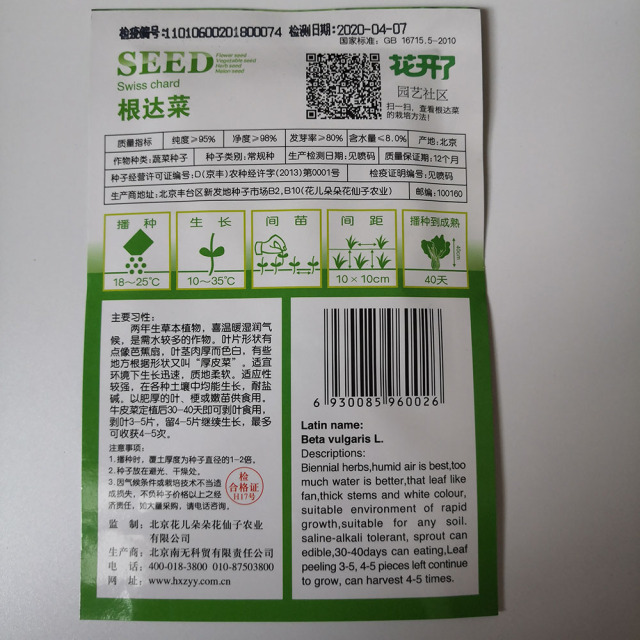 检疫编号:11010600201800074 检测日期:2020-04-07
国家标准: GB 16715.5-2010
SEED
Flower seed
Vegetable seed
Herb seed
Melon seed
Swiss chard
根达菜
花开了
园艺社区
扫一扫，查看根达菜
的栽培方法！
质量指标 纯度≥95% 净度≥98% 发芽率≥80% 含水量≤8.0% 产地:北京
作物种类:蔬菜种子 种子类别:常规种 生产检测日期:见喷码 质量保证期:12个月
种子经营许可证编号:D(京丰)农种经许字(2013)第0001号 检疫证明编号:见喷码
生产商地址:北京丰台区新发地种子市场B2,B10(花儿朵朵花仙子农业) 邮编:100160
播种 生长 间苗 间距 播种到成熟
18～25℃ 10～35℃ 10×10cm 40天
主要习性：
两年生草本植物，喜温暖湿润气
候，是需水较多的作物。叶片形状有
点像芭蕉扇，叶茎肉厚而色白，有些
地方根据形状又叫“厚皮菜”。适宜
环境下生长迅速，质地柔软。适应性
较强，在各种土壤中均能生长，耐盐
碱。以肥厚的叶、梗或嫩苗供食用。
牛皮菜定植后30-40天即可剥叶食用，
剥叶3-5片，留4-5片继续生长，最多
可收获4-5次。
注意事项：
1.播种时，覆土厚度为种子直径的1-2倍。
2.种子放在避光、干燥处。
3.因气候条件或栽培技术不当造
成损失，不负种子价格以上之经
济责任，如大量采购，请电话咨询。
检
合格证
JJ17号
监 制: 北京花儿朵朵花仙子农业
有限公司
生产商: 北京南无科贸有限责任公司
电 话: 400-018-3800 010-87503800
网 址: www.hxzyy.com.cn
6 930085 960026
Latin name:
Beta vulgaris L.
Descriptions:
Biennial herbs,humid air is best,too
much water is better,that leaf like
fan,thick stems and white colour,
suitable environment of rapid
growth,suitable for any soil.
saline-alkali tolerant, sprout can
edible,30-40days can eating,Leaf
peeling 3-5, 4-5 pieces left continue
to grow, can harvest 4-5 times.